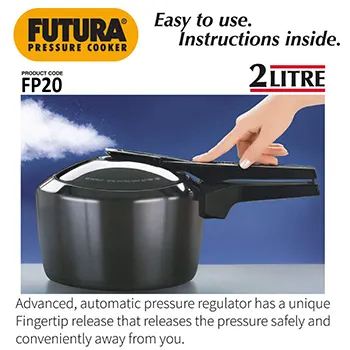 FUTURA®
PRESSURE COOKER
Easy to use.
Instructions inside.
PRODUCT CODE
FP20
2 LITRE
Advanced, automatic pressure regulator has a unique
Fingertip release that releases the pressure safely and
conveniently away from you.